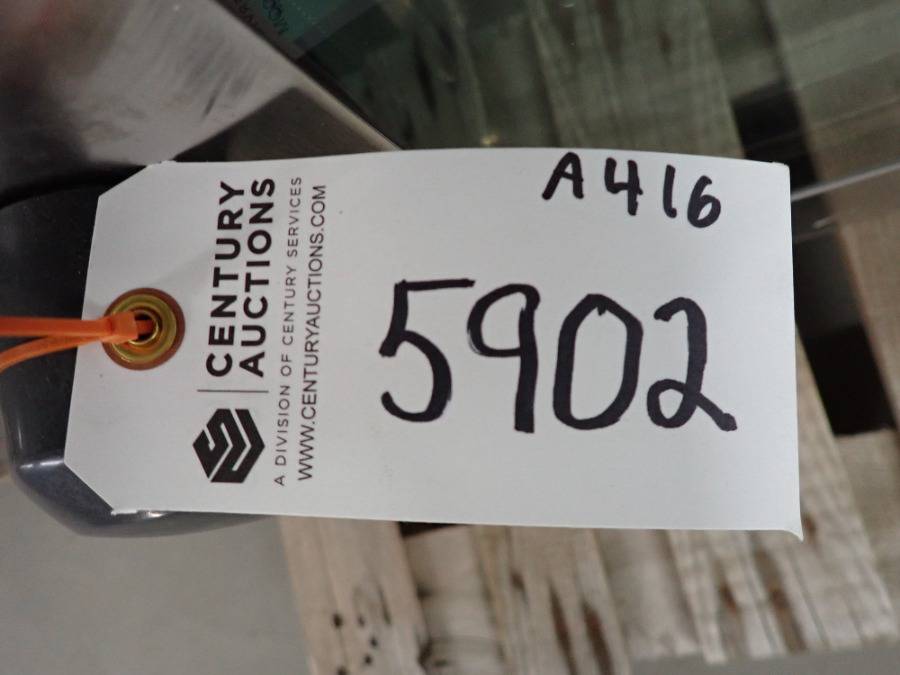 CENTURY
AUCTIONS
A DIVISION OF CENTURY SERVICES
WWW.CENTURYAUCTIONS.COM
A416
5902